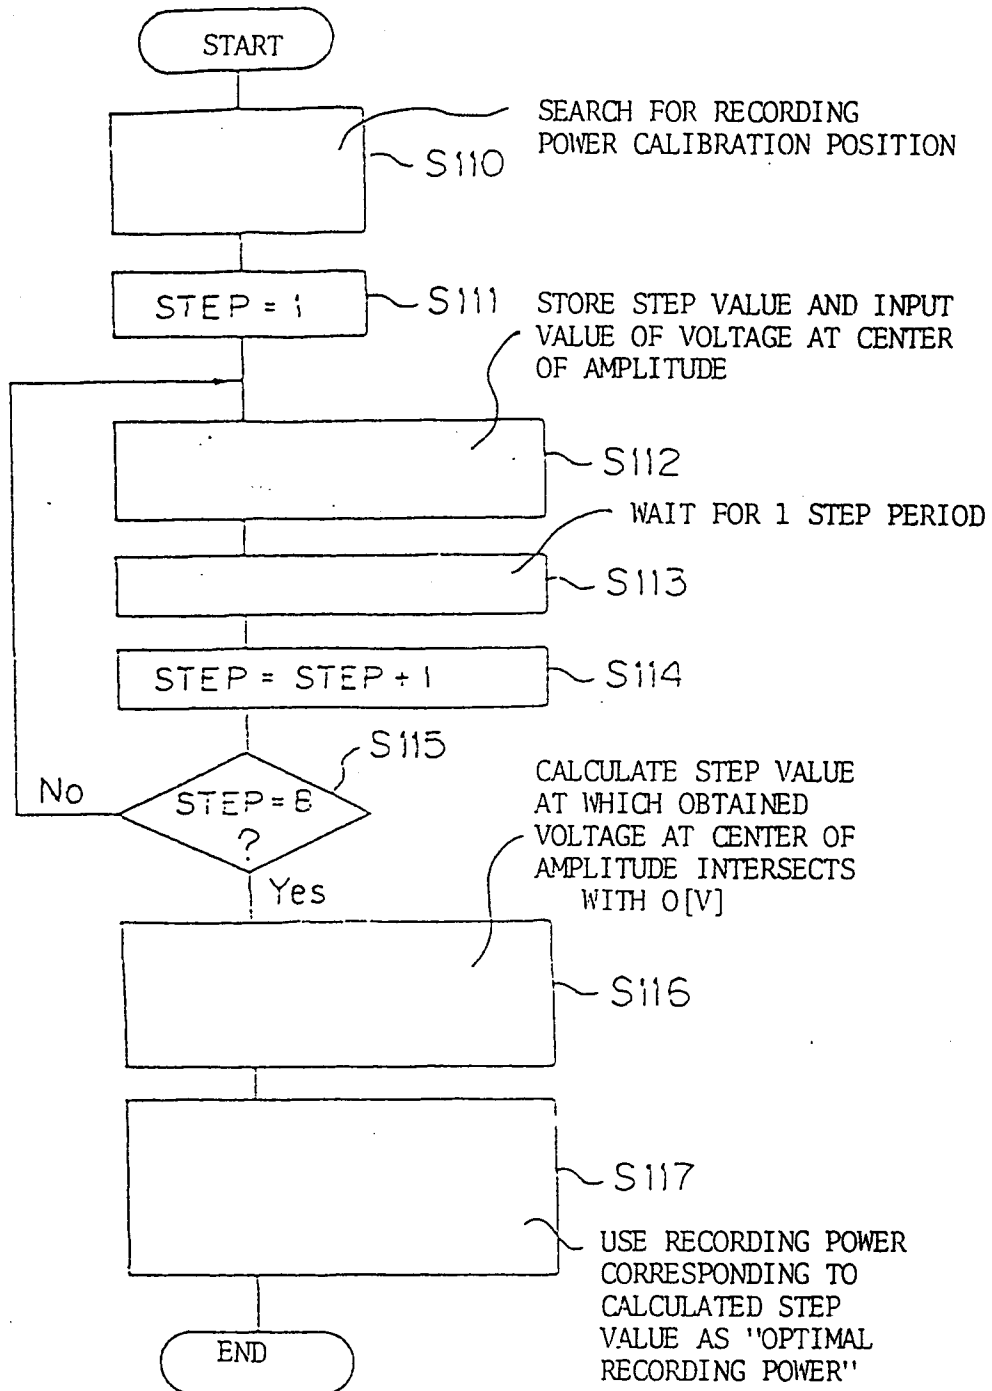 START
SEARCH FOR RECORDING
POWER CALIBRATION POSITION
S110
STEP = 1
S111
STORE STEP VALUE AND INPUT
VALUE OF VOLTAGE AT CENTER
OF AMPLITUDE
S112
WAIT FOR 1 STEP PERIOD
S113
STEP = STEP + 1
S114
S115
STEP = 8
?
No
Yes
CALCULATE STEP VALUE
AT WHICH OBTAINED
VOLTAGE AT CENTER OF
AMPLITUDE INTERSECTS
WITH O[V]
S116
S117
USE RECORDING POWER
CORRESPONDING TO
CALCULATED STEP
VALUE AS "OPTIMAL
RECORDING POWER"
END